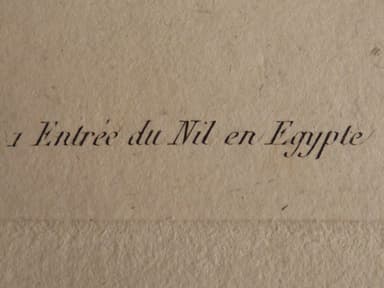 1 Entrée du Nil en Egypte